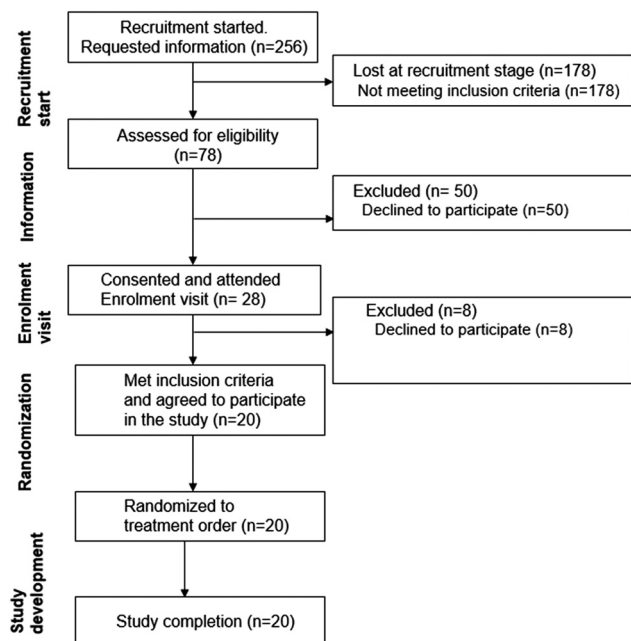 Recruitment started.
Requested information (n=256)
Recruitment
start
Lost at recruitment stage (n=178)
Not meeting inclusion criteria (n=178)
Assessed for eligibility
(n=78)
Information
Excluded (n= 50)
Declined to participate (n=50)
Enrolment
visit
Consented and attended
Enrolment visit (n= 28)
Excluded (n=8)
Declined to participate (n=8)
Randomization
Met inclusion criteria
and agreed to participate
in the study (n=20)
Randomized to
treatment order (n=20)
Study
development
Study completion (n=20)